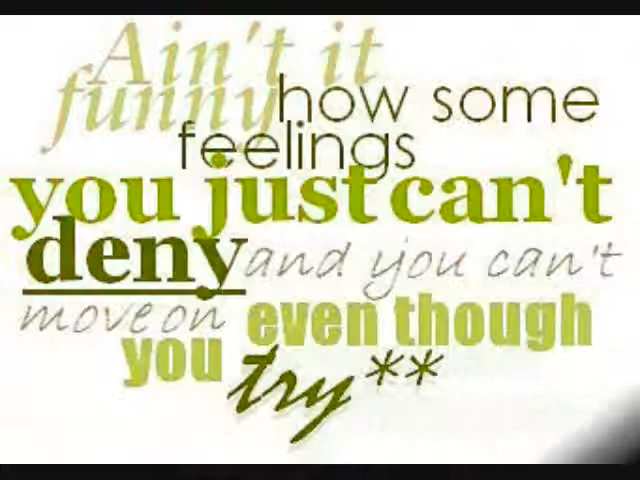 Ain't it
funny how some
feelings
you just can't
deny and you can't
move on even though
you try**